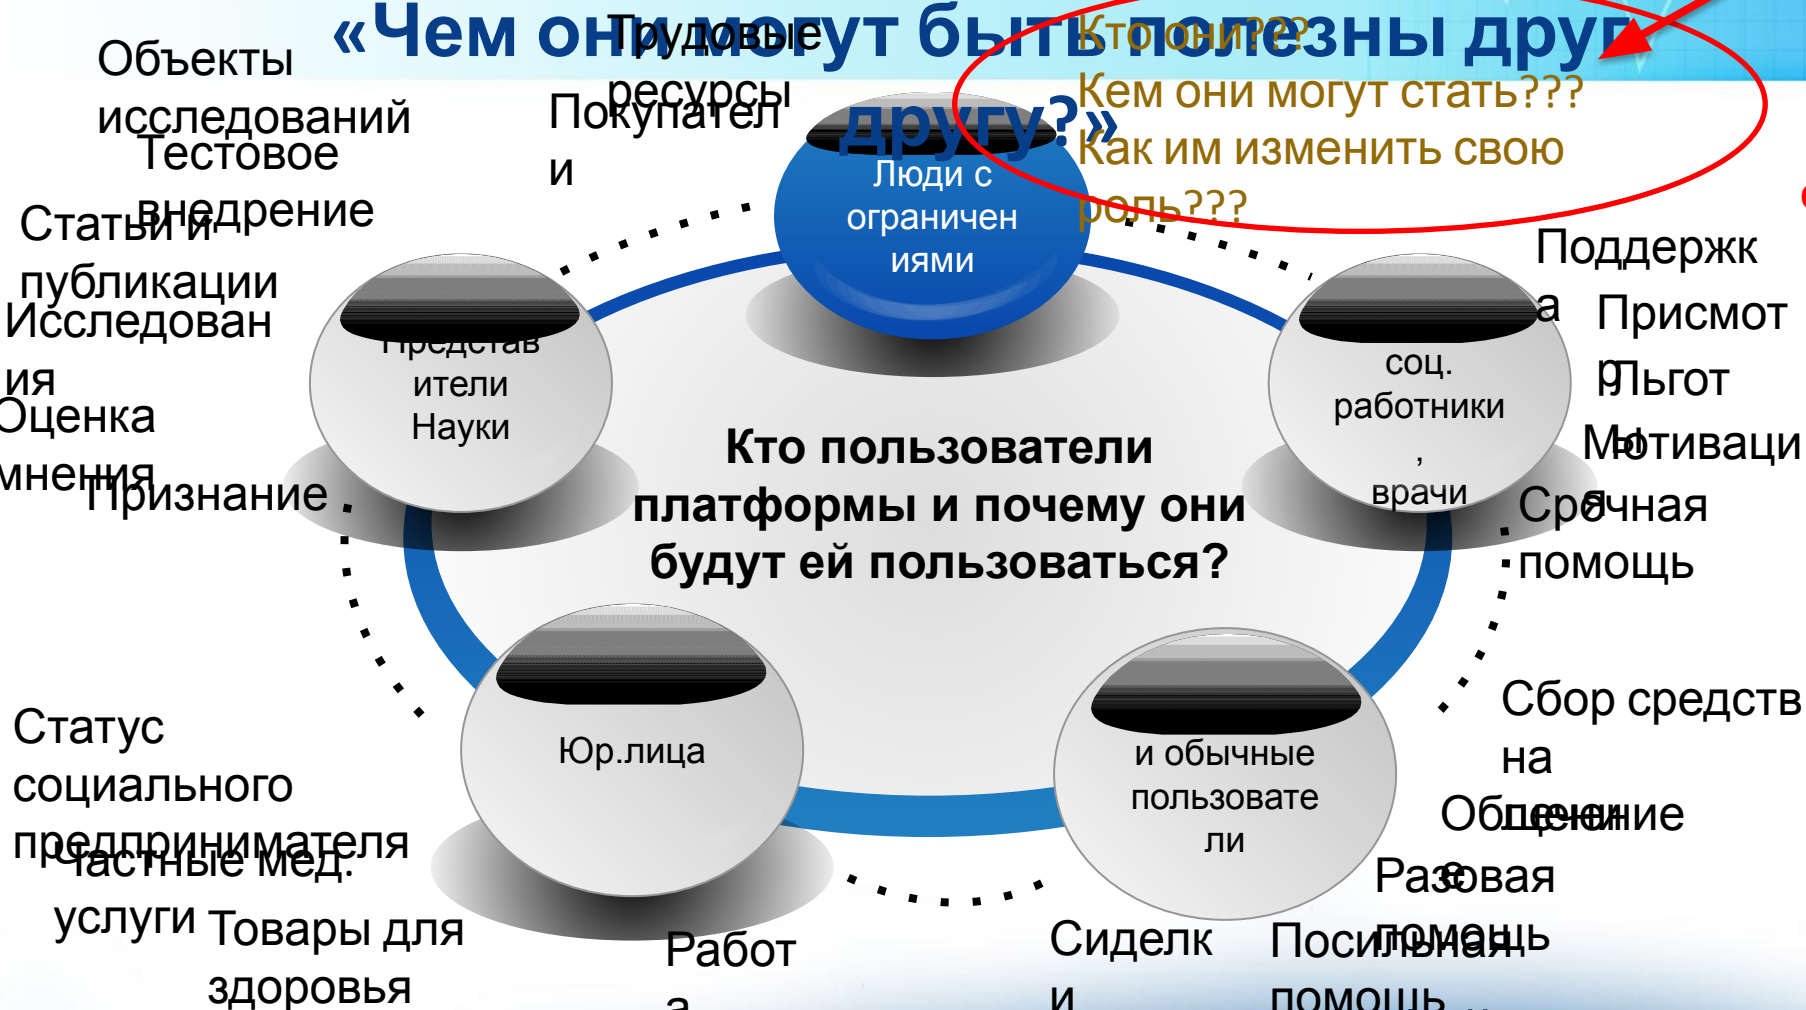 «Чем они могут быть полезны друг
другу?»
Трудовые
ресурсы
Кто они???
Кем они могут стать???
Как им изменить свою
роль???
Объекты
исследований
Покупател
и
Тестовое
внедрение
Статьи и
публикации
Исследован
ия
Оценка
мнения
Признание
Люди с
ограничен
иями
Представ
ители
Науки
соц.
работники
,
врачи
Поддержк
а
Присмот
р
Льгот
ы
Мотиваци
я
Срочная
помощь
Кто пользователи
платформы и почему они
будут ей пользоваться?
Юр.лица
и обычные
пользовате
ли
Статус
социального
предпринимателя
Частные мед.
услуги
Товары для
здоровья
Работ
а
Сиделк
и
Посильная
помощь
Разовая
помощь
Общение
Сбор средств
на
лечени
е